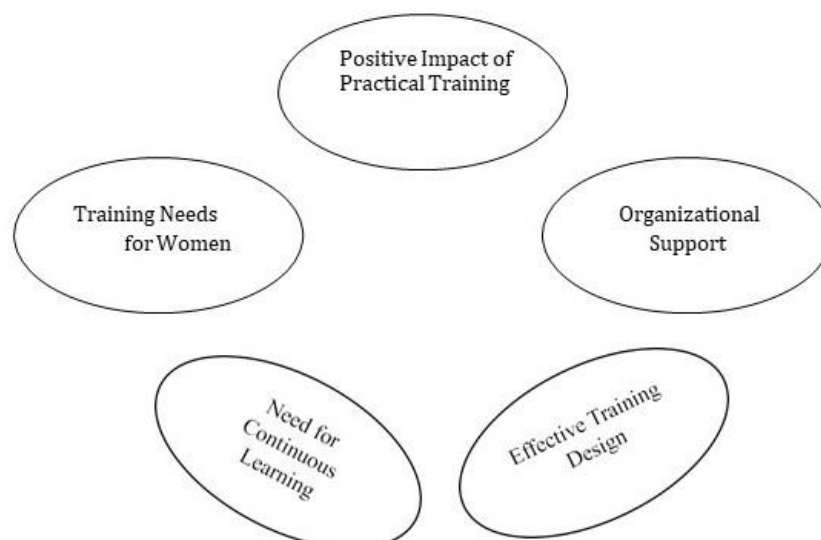 Positive Impact of
Practical Training
Training Needs
for Women
Organizational
Support
Need for
Continuous
Learning
Effective Training
Design